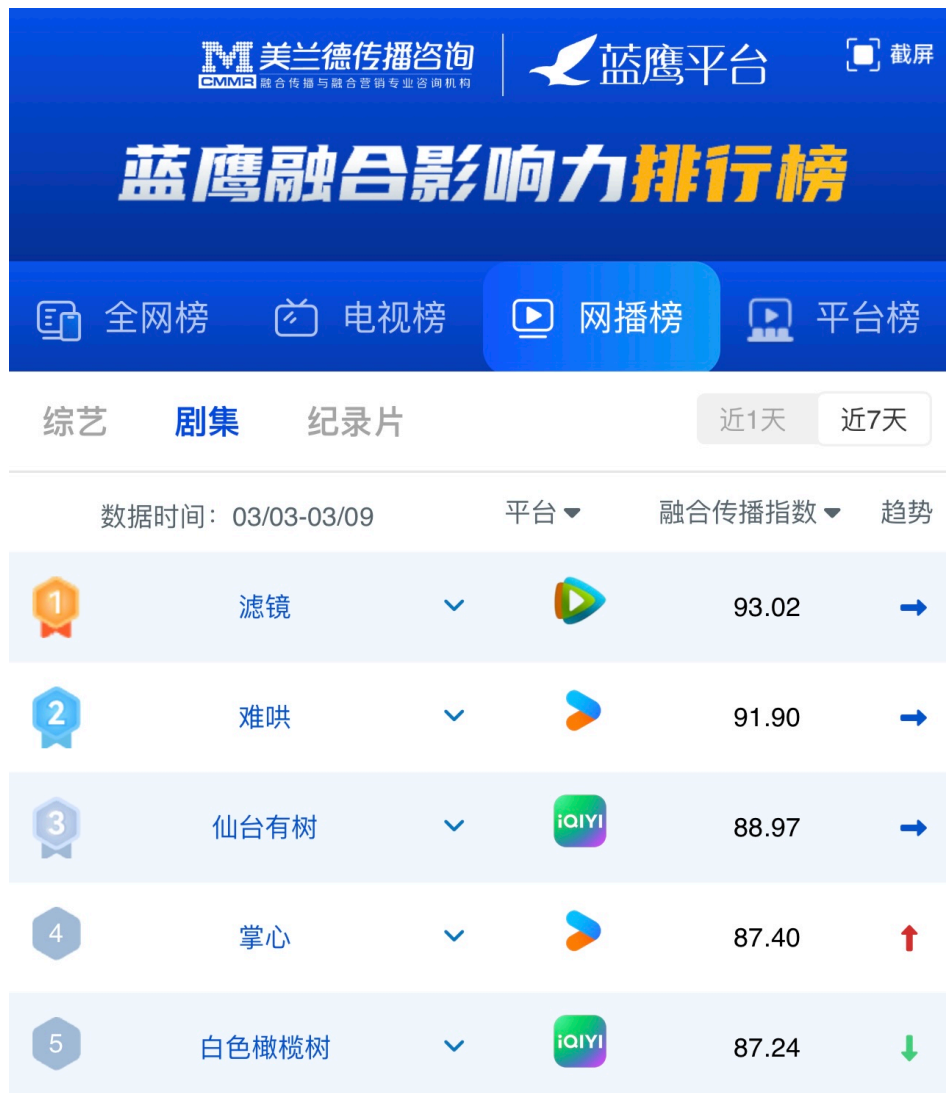 美兰德传播咨询
CMMR 融合传播与融合营销专业咨询机构
蓝鹰平台
截屏
蓝鹰融合影响力排行榜
全网榜 电视榜 网播榜 平台榜
综艺 剧集 纪录片 近1天 近7天
数据时间：03/03-03/09 平台 融合传播指数 趋势
1 滤镜 93.02
2 难哄 91.90
3 仙台有树 iQIYI 88.97
4 掌心 87.40
5 白色橄榄树 iQIYI 87.24